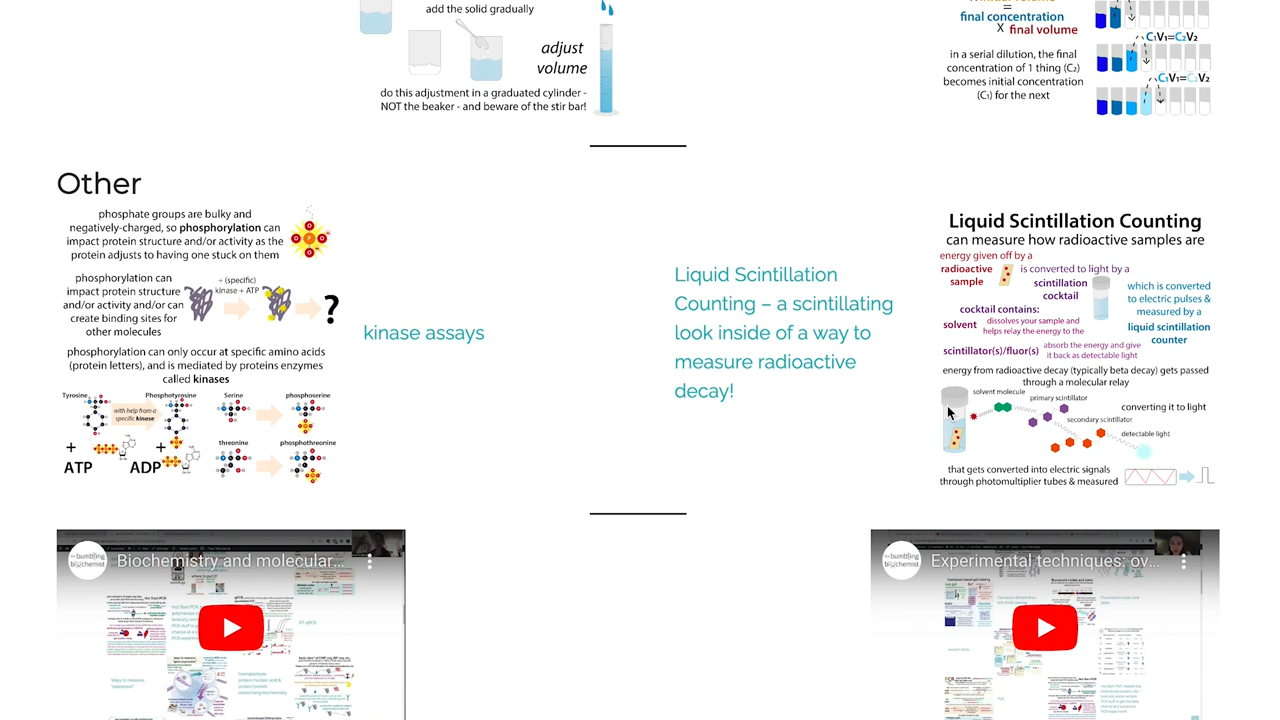 add the solid gradually
adjust
volume
do this adjustment in a graduated cylinder -
NOT the beaker - and beware of the stir bar!
=
final concentration
X final volume
in a serial dilution, the final
concentration of 1 thing (C₂)
becomes initial concentration
(C₁) for the next
C₁V₁=C₂V₂
C₁V₁=C₂V₂
Other
phosphate groups are bulky and
negatively-charged, so phosphorylation can
impact protein structure and/or activity as the
protein adjusts to having one stuck on them
phosphorylation can
impact protein structure
and/or activity and/or can
create binding sites for
other molecules
+ (specific)
kinase + ATP
?
phosphorylation can only occur at specific amino acids
(protein letters), and is mediated by proteins enzymes
called kinases
Tyrosine
Phosphotyrosine
Serine
phosphoserine
with help from a
specific kinase
threonine
phosphothreonine
+
ATP
+
ADP
kinase assays
Liquid Scintillation
Counting – a scintillating
look inside of a way to
measure radioactive
decay!
Liquid Scintillation Counting
can measure how radioactive samples are
energy given off by a
radioactive
sample
is converted to light by a
scintillation
cocktail
which is converted
to electric pulses &
measured by a
liquid scintillation
counter
cocktail contains:
solvent
dissolves your sample and
helps relay the energy to the
scintillator(s)/fluor(s)
absorb the energy and give
it back as detectable light
energy from radioactive decay (typically beta decay) gets passed
through a molecular relay
solvent molecule
primary scintillator
converting it to light
secondary scintillator
detectable light
that gets converted into electric signals
through photomultiplier tubes & measured
the bumbling
biochemist
Biochemistry and molecular...
the bumbling
biochemist
Experimental techniques: ov...
Ways to measure
"expression"
RT-qPCR